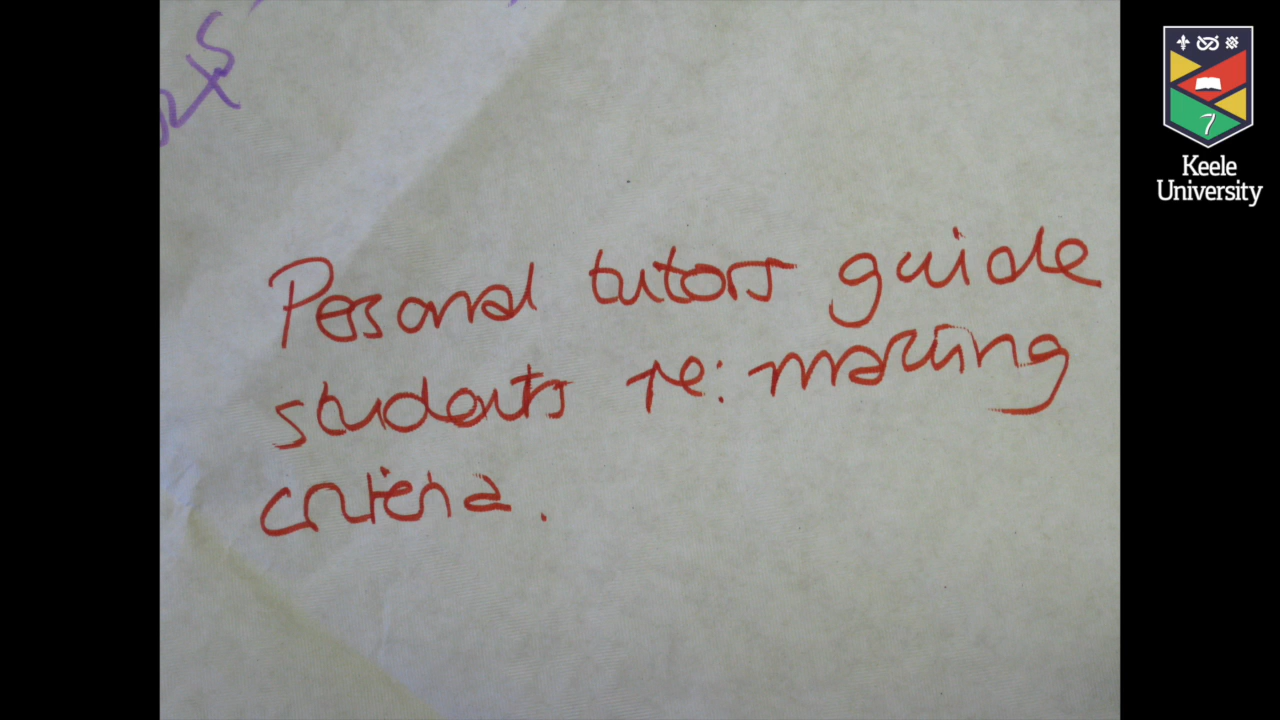 Personal tutors guide
students re: marking
criteria.
Keele
University